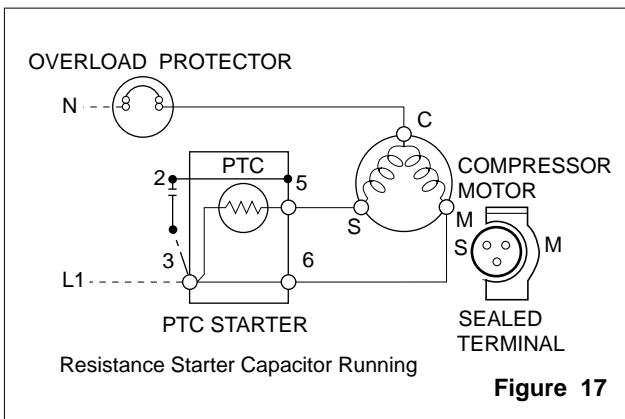 OVERLOAD PROTECTOR
N
C
2
PTC
5
COMPRESSOR
MOTOR
S
M
S
M
3
6
L1
PTC STARTER
SEALED
TERMINAL
Resistance Starter Capacitor Running
Figure 17